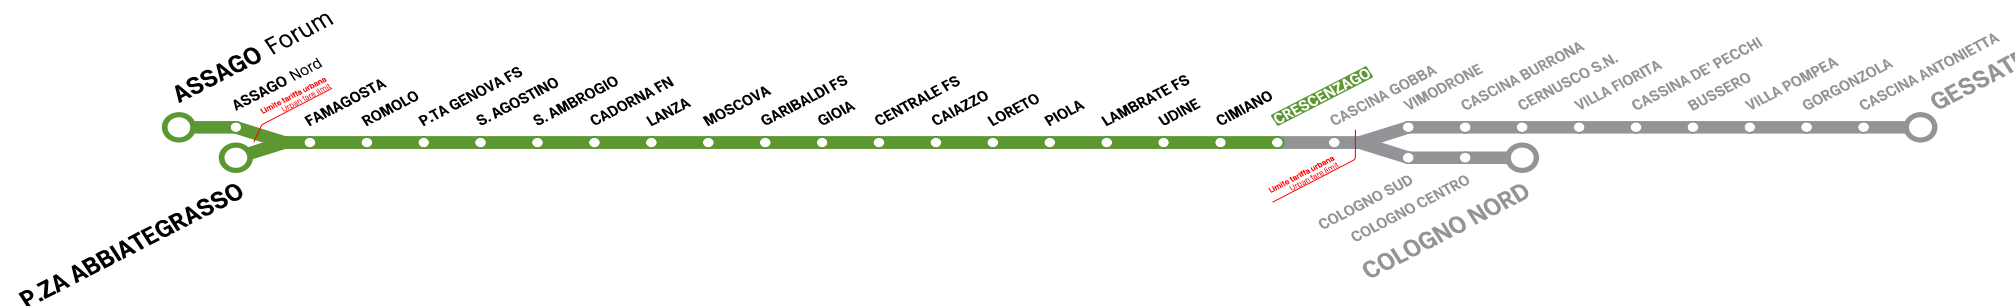 ASSAGO Forum
ASSAGO Nord
Limite tariffa urbana
Urban fare limit
P.ZA ABBIATEGRASSO
FAMAGOSTA
ROMOLO
P.TA GENOVA FS
S. AGOSTINO
S. AMBROGIO
CADORNA FN
LANZA
MOSCOVA
GARIBALDI FS
GIOIA
CENTRALE FS
CAIAZZO
LORETO
PIOLA
LAMBRATE FS
UDINE
CIMIANO
CRESCENZAGO
CASCINA GOBBA
Limite tariffa urbana
Urban fare limit
VIMODRONE
CASCINA BURRONA
CERNUSCO S.N.
VILLA FIORITA
CASSINA DE' PECCHI
BUSSERO
VILLA POMPEA
GORGONZOLA
CASCINA ANTONIETTA
COLOGNO SUD
COLOGNO CENTRO
COLOGNO NORD